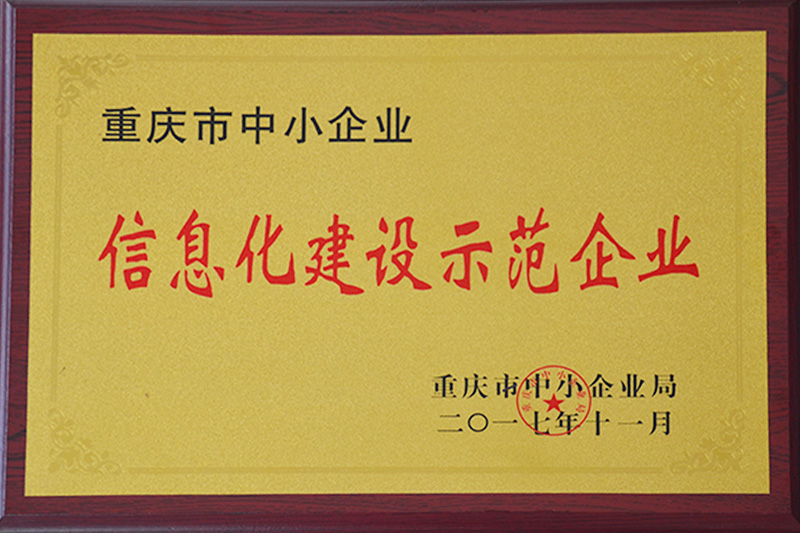 重庆市中小企业
信息化建设示范企业
重庆市中小企业局
二〇一七年十一月